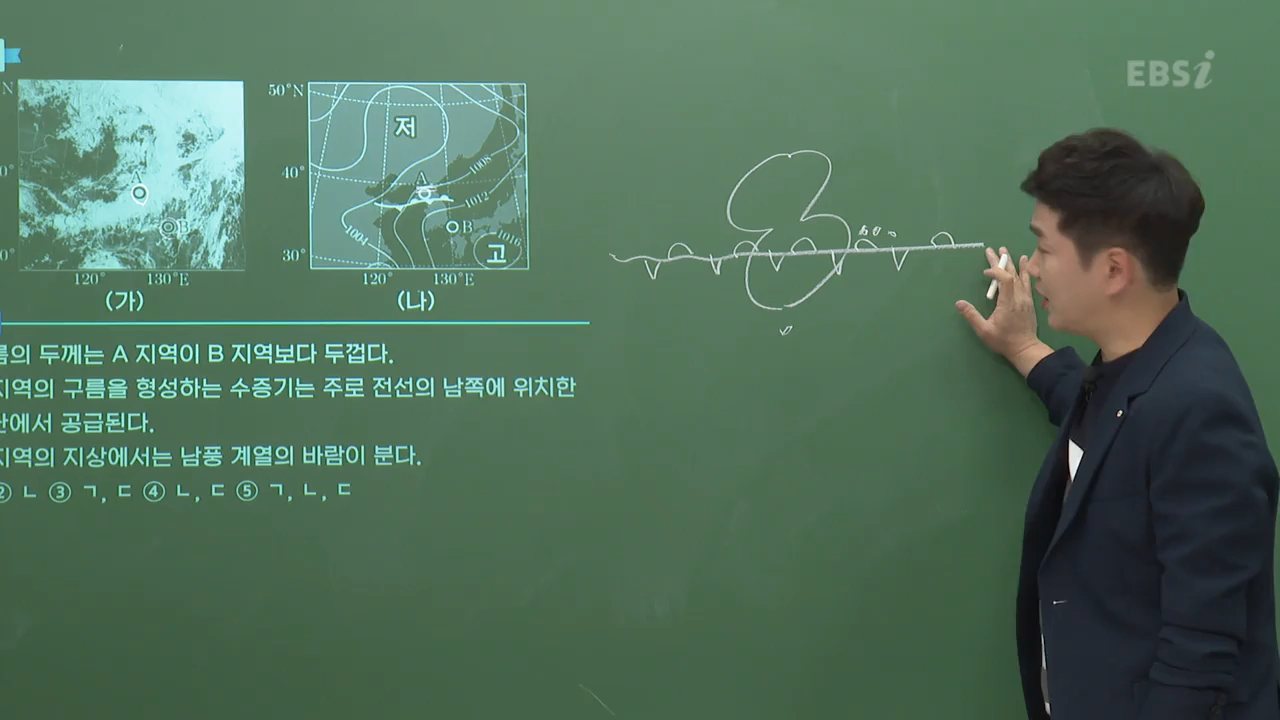 EBSi
N
0°
0°
A
B
120°
130°E
(가)
50°N
40°
30°
저
A
B
고
1008
1012
1004
1016
120°
130°E
(나)
름의 두께는 A 지역이 B 지역보다 두껍다.
지역의 구름을 형성하는 수증기는 주로 전선의 남쪽에 위치한
에서 공급된다.
지역의 지상에서는 남풍 계열의 바람이 분다.
② ㄴ ③ ㄱ, ㄷ ④ ㄴ, ㄷ ⑤ ㄱ, ㄴ, ㄷ